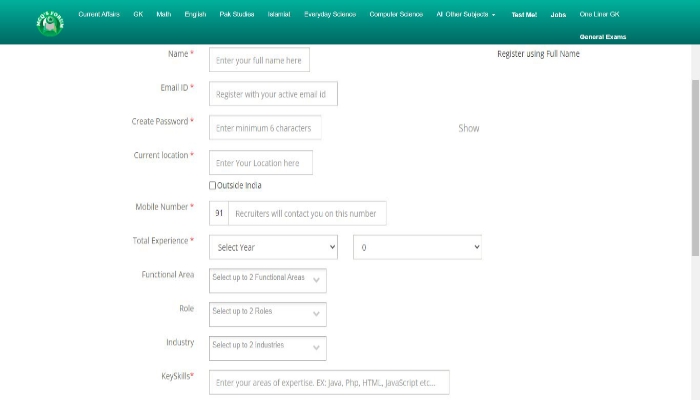 MCQ'S FORUM
Current Affairs GK Math English Pak Studies Islamiat Everyday Science Computer Science All Other Subjects Test Me! Jobs One Liner GK
General Exams
Name * Enter your full name here Register using Full Name
Email ID * Register with your active email id
Create Password * Enter minimum 6 characters Show
Current location * Enter Your Location here
Outside India
Mobile Number * 91 Recruiters will contact you on this number
Total Experience * Select Year 0
Functional Area Select up to 2 Functional Areas
Role Select up to 2 Roles
Industry Select up to 2 Industries
KeySkills* Enter your areas of expertise. EX: Java, Php, HTML, JavaScript etc...